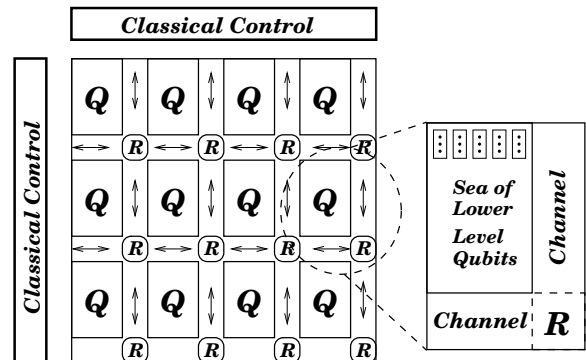 Classical Control
Classical Control
Q Q Q Q
R R R R
Q Q Q Q
R R R R
Q Q Q Q
R R R R
Sea of
Lower
Level
Qubits
Channel
Channel
R